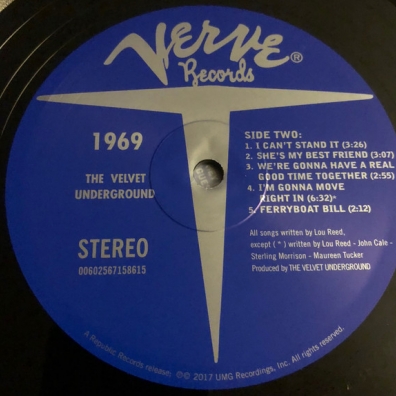 Verve®
Records
1969
THE VELVET
UNDERGROUND
STEREO
00602567158615
SIDE TWO:
1. I CAN'T STAND IT (3:26)
2. SHE'S MY BEST FRIEND (3:07)
3. WE'RE GONNA HAVE A REAL
GOOD TIME TOGETHER (2:55)
4. I'M GONNA MOVE
RIGHT IN (6:32)*
5. FERRYBOAT BILL (2:12)
All songs written by Lou Reed,
except (*) written by Lou Reed - John Cale -
Sterling Morrison - Maureen Tucker
Produced by THE VELVET UNDERGROUND
A Republic Records release; ℗© 2017 UMG Recordings, Inc. All rights reserved.